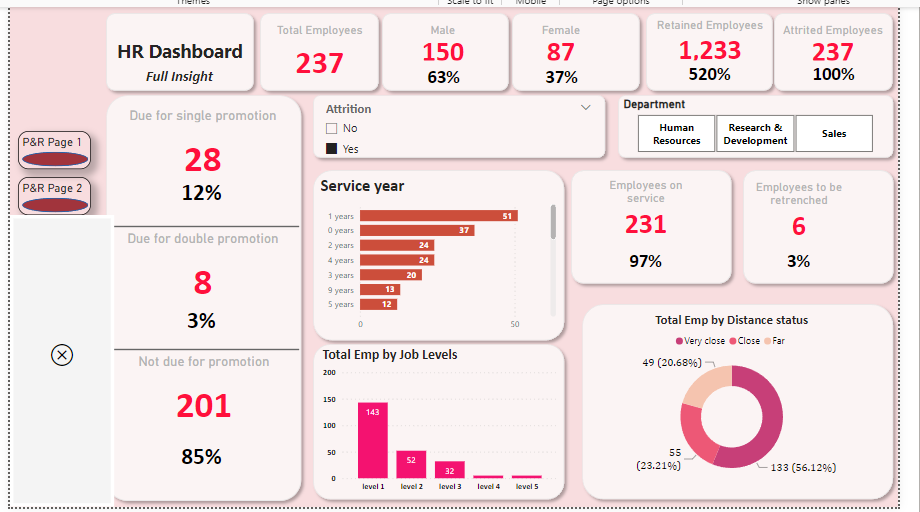 Themes
Scale to fit
Mobile
Page options
Show panes
HR Dashboard
Full Insight
Total Employees
237
Male
150
63%
Female
87
37%
Retained Employees
1,233
520%
Attrited Employees
237
100%
P&R Page 1
P&R Page 2
Due for single promotion
28
12%
Due for double promotion
8
3%
Not due for promotion
201
85%
Attrition
No
Yes
Department
Human
Resources
Research &
Development
Sales
Service year
1 years
51
0 years
37
2 years
24
4 years
24
3 years
20
9 years
13
5 years
12
0
50
Employees on
service
231
97%
Employees to be
retrenched
6
3%
Total Emp by Job Levels
200
150
100
50
0
143
52
32
level 1
level 2
level 3
level 4
level 5
Total Emp by Distance status
Very close
Close
Far
49 (20.68%)
55
(23.21%)
133 (56.12%)